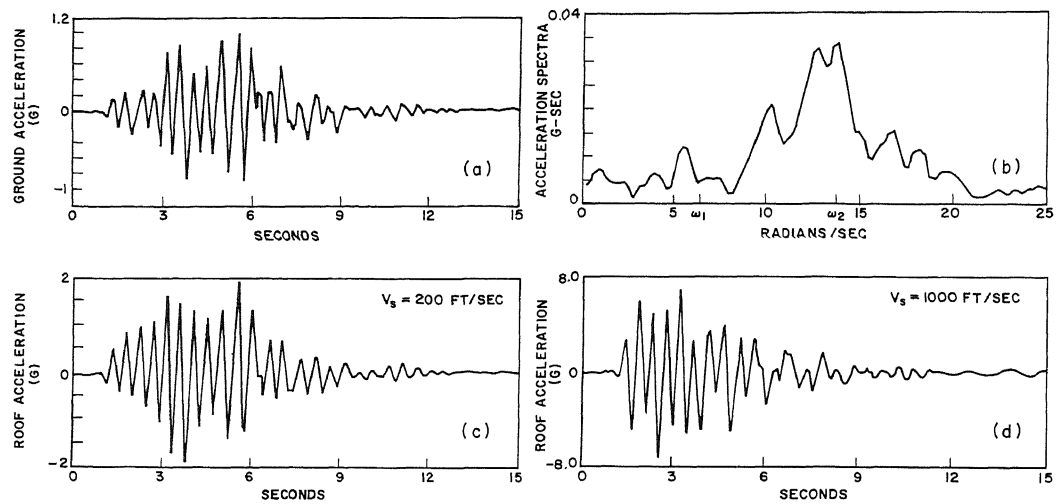 1.2
0
-1
GROUND ACCELERATION
(G)
(a)
0 3 6 9 12 15
SECONDS
0.04
0
ACCELERATION SPECTRA
G-SEC
(b)
0 5 ω1 10 ω2 15 20 25
RADIANS/SEC
2
0
-2
ROOF ACCELERATION
(G)
Vs = 200 FT/SEC
(c)
0 3 6 9 12 15
SECONDS
8.0
0
-8.0
ROOF ACCELERATION
(G)
Vs = 1000 FT/SEC
(d)
0 3 6 9 12 15
SECONDS